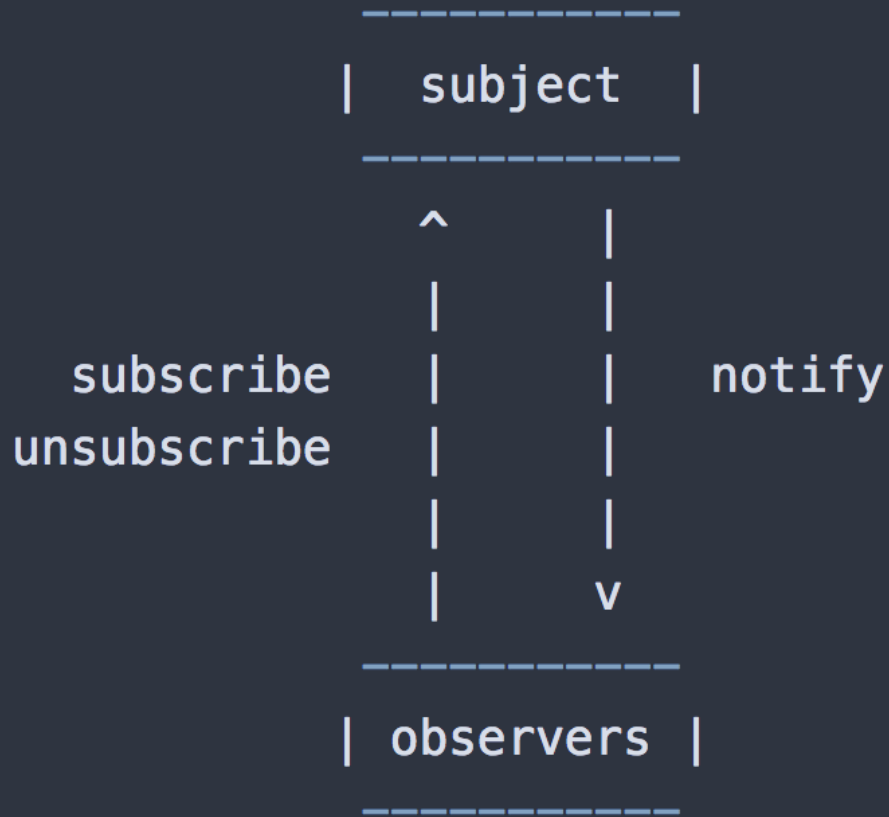 -----------
|  subject  |
-----------
^     |
|     |
subscribe   |     |   notify
unsubscribe   |     |
|     |
|     v
-----------
| observers |
-----------